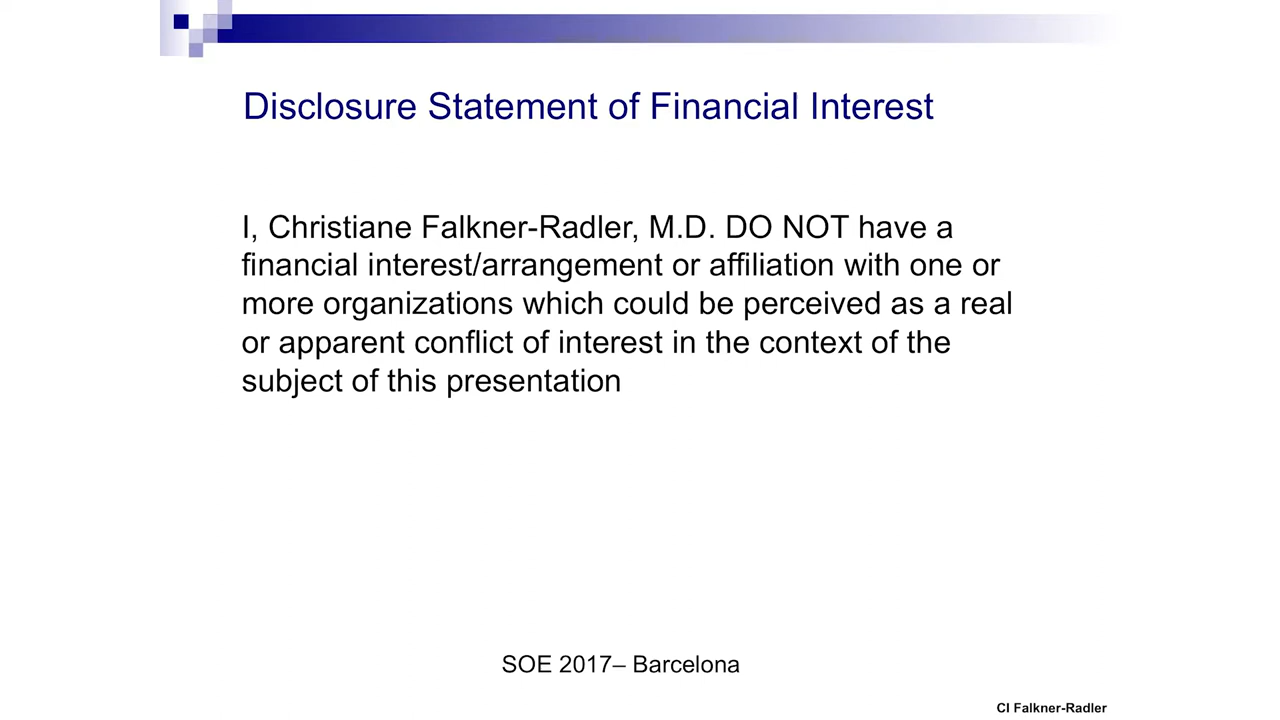 Disclosure Statement of Financial Interest
I, Christiane Falkner-Radler, M.D. DO NOT have a
financial interest/arrangement or affiliation with one or
more organizations which could be perceived as a real
or apparent conflict of interest in the context of the
subject of this presentation
SOE 2017– Barcelona
CI Falkner-Radler